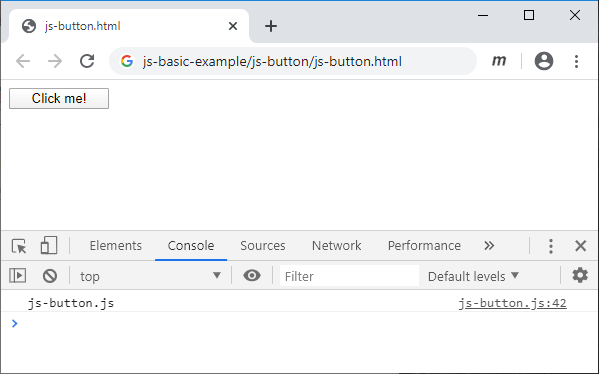 js-button.html
js-basic-example/js-button/js-button.html
m
Click me!
Elements Console Sources Network Performance
top Filter Default levels
js-button.js js-button.js:42